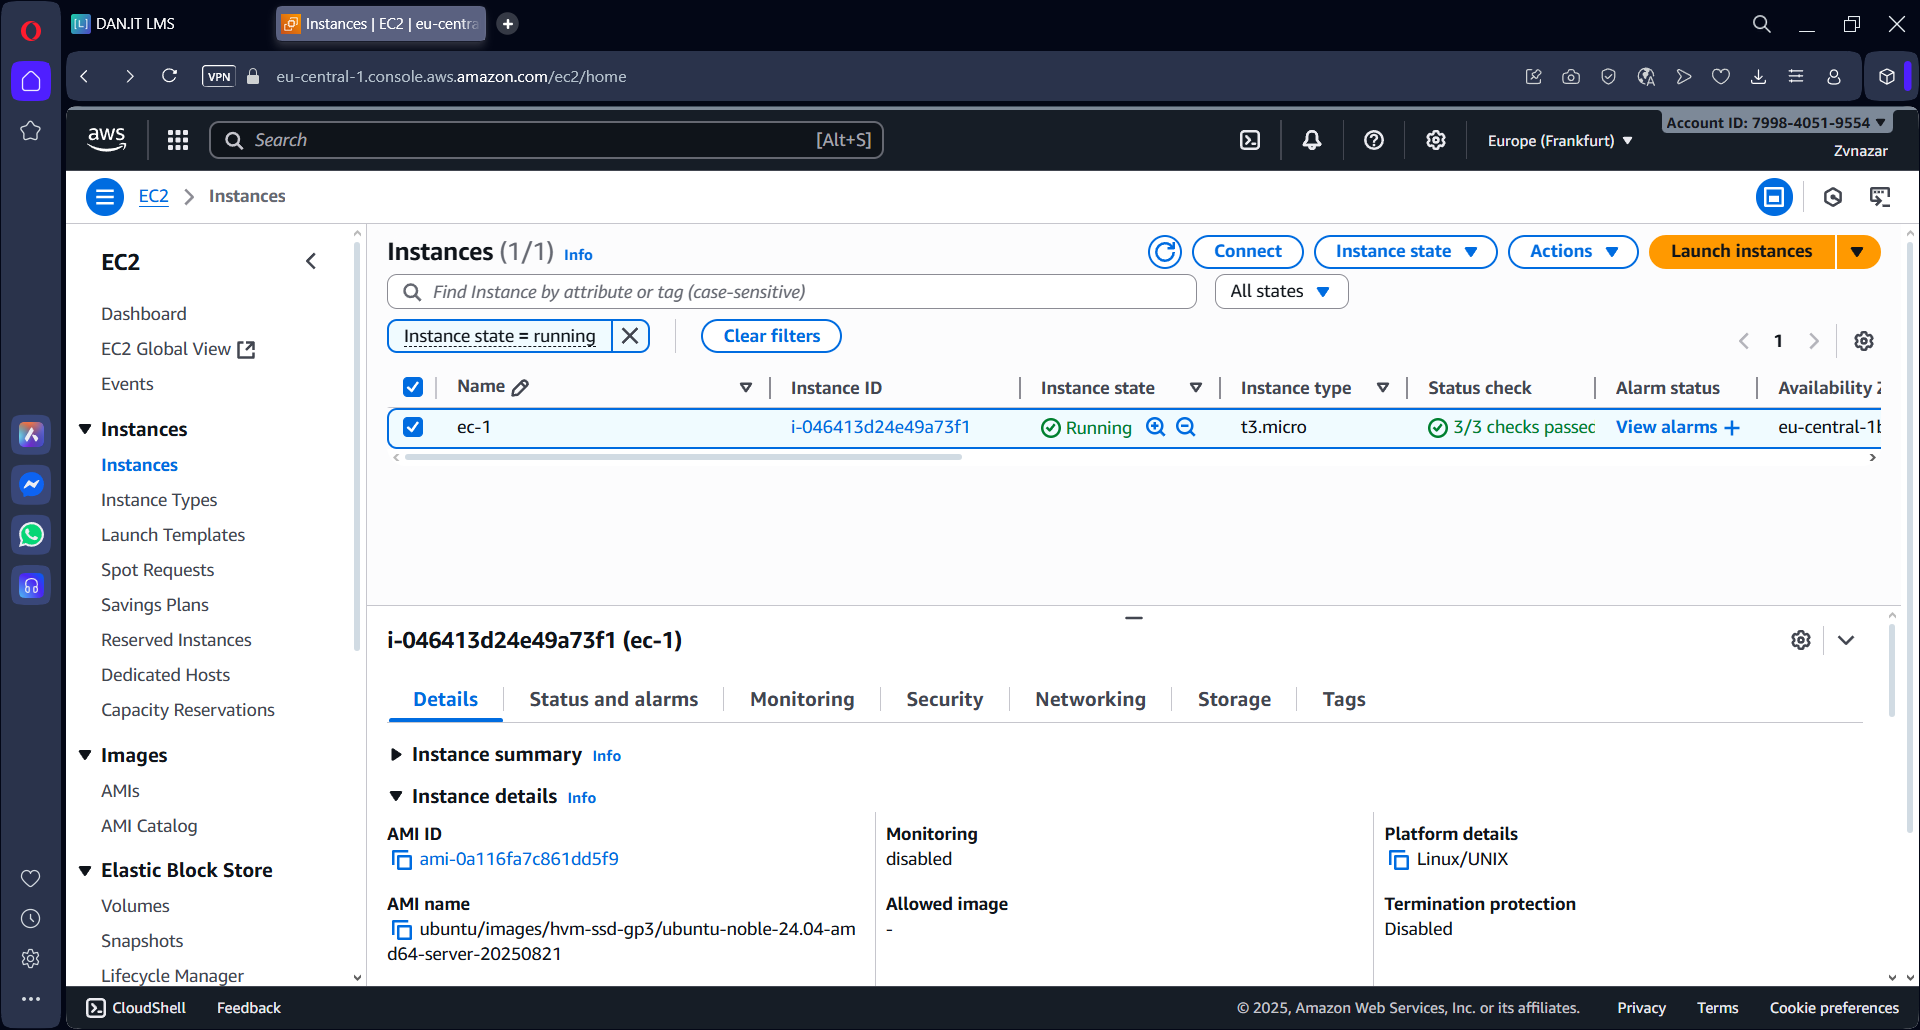 DAN.IT LMS
Instances | EC2 | eu-centra
VPN
eu-central-1.console.aws.amazon.com/ec2/home
aws
Search
[Alt+S]
Europe (Frankfurt)
Account ID: 7998-4051-9554
Zvnazar
EC2
Instances
EC2
Dashboard
EC2 Global View
Events
Instances
Instances
Instance Types
Launch Templates
Spot Requests
Savings Plans
Reserved Instances
Dedicated Hosts
Capacity Reservations
Images
AMIs
AMI Catalog
Elastic Block Store
Volumes
Snapshots
Lifecycle Manager
Instances (1/1) Info
Connect
Instance state
Actions
Launch instances
Find Instance by attribute or tag (case-sensitive)
All states
Instance state = running
Clear filters
1
Name
Instance ID
Instance state
Instance type
Status check
Alarm status
Availability Z
ec-1
i-046413d24e49a73f1
Running
t3.micro
3/3 checks passed
View alarms +
eu-central-1b
i-046413d24e49a73f1 (ec-1)
Details
Status and alarms
Monitoring
Security
Networking
Storage
Tags
Instance summary Info
Instance details Info
AMI ID
ami-0a116fa7c861dd5f9
Monitoring
disabled
Platform details
Linux/UNIX
AMI name
ubuntu/images/hvm-ssd-gp3/ubuntu-noble-24.04-am
d64-server-20250821
Allowed image
-
Termination protection
Disabled
CloudShell
Feedback
© 2025, Amazon Web Services, Inc. or its affiliates.
Privacy
Terms
Cookie preferences